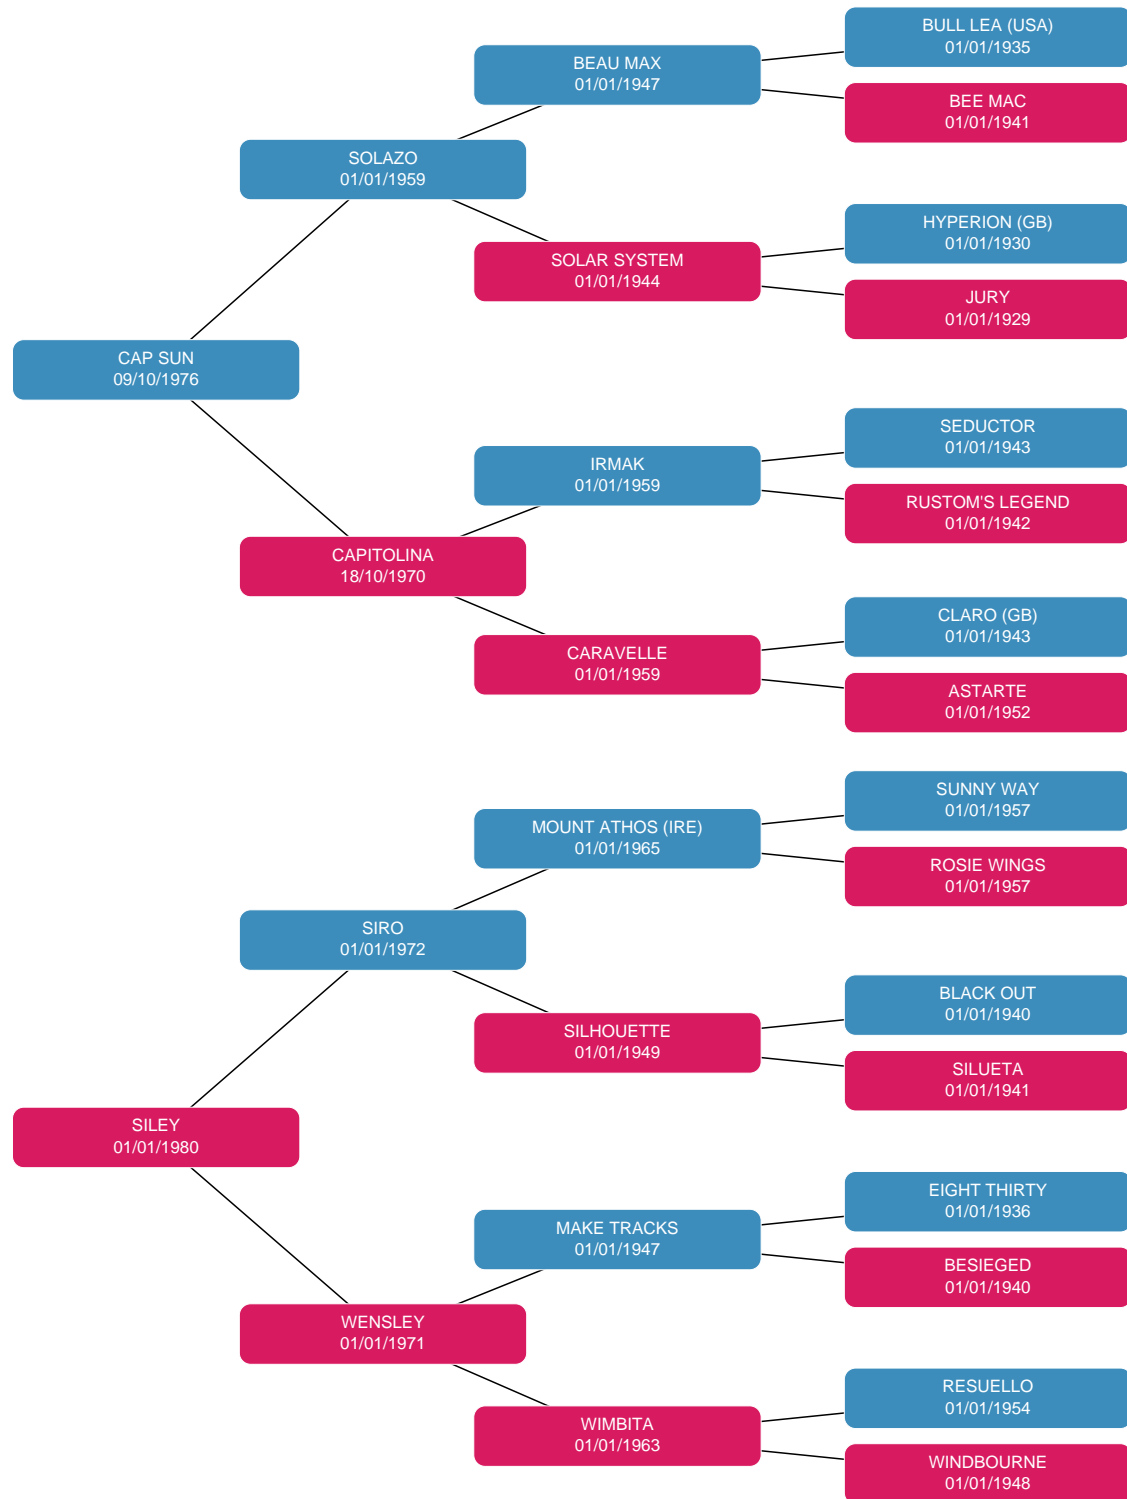 BULL LEA (USA)
01/01/1935
BEAU MAX
01/01/1947
BEE MAC
01/01/1941
SOLAZO
01/01/1959
HYPERION (GB)
01/01/1930
SOLAR SYSTEM
01/01/1944
JURY
01/01/1929
CAP SUN
09/10/1976
SEDUCTOR
01/01/1943
IRMAK
01/01/1959
RUSTOM'S LEGEND
01/01/1942
CAPITOLINA
18/10/1970
CLARO (GB)
01/01/1943
CARAVELLE
01/01/1959
ASTARTE
01/01/1952
SUNNY WAY
01/01/1957
MOUNT ATHOS (IRE)
01/01/1965
ROSIE WINGS
01/01/1957
SIRO
01/01/1972
BLACK OUT
01/01/1940
SILHOUETTE
01/01/1949
SILUETA
01/01/1941
SILEY
01/01/1980
EIGHT THIRTY
01/01/1936
MAKE TRACKS
01/01/1947
BESIEGED
01/01/1940
WENSLEY
01/01/1971
RESUELLO
01/01/1954
WIMBITA
01/01/1963
WINDBOURNE
01/01/1948